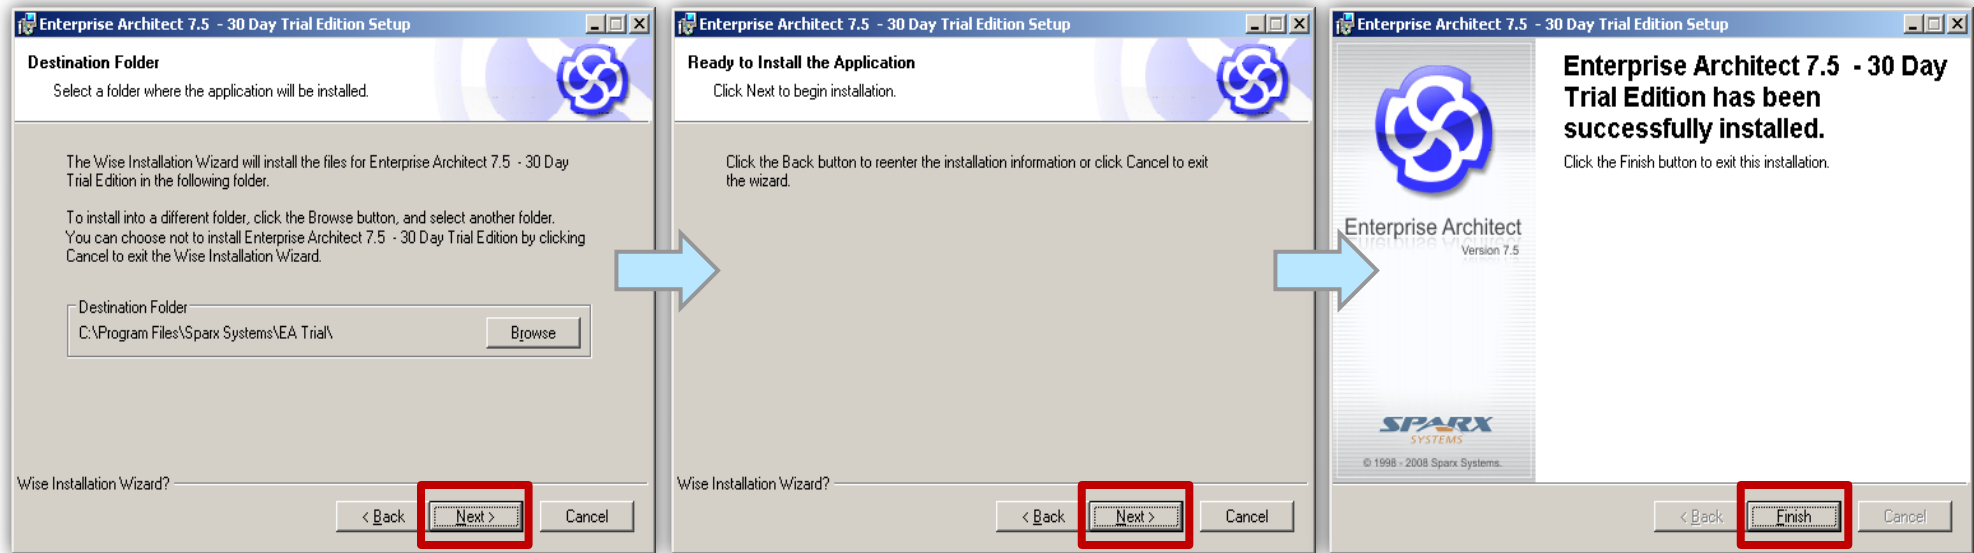 Enterprise Architect 7.5 - 30 Day Trial Edition Setup
Destination Folder
Select a folder where the application will be installed.
The Wise Installation Wizard will install the files for Enterprise Architect 7.5 - 30 Day
Trial Edition in the following folder.
To install into a different folder, click the Browse button, and select another folder.
You can choose not to install Enterprise Architect 7.5 - 30 Day Trial Edition by clicking
Cancel to exit the Wise Installation Wizard.
Destination Folder
C:\Program Files\Sparx Systems\EA Trial\
Browse
Wise Installation Wizard?
< Back
Next >
Cancel
Enterprise Architect 7.5 - 30 Day Trial Edition Setup
Ready to Install the Application
Click Next to begin installation.
Click the Back button to reenter the installation information or click Cancel to exit
the wizard.
Wise Installation Wizard?
< Back
Next >
Cancel
Enterprise Architect 7.5 - 30 Day Trial Edition Setup
Enterprise Architect 7.5 - 30 Day
Trial Edition has been
successfully installed.
Click the Finish button to exit this installation.
Enterprise Architect
Version 7.5
SPARX
SYSTEMS
© 1998 - 2008 Sparx Systems.
< Back
Finish
Cancel